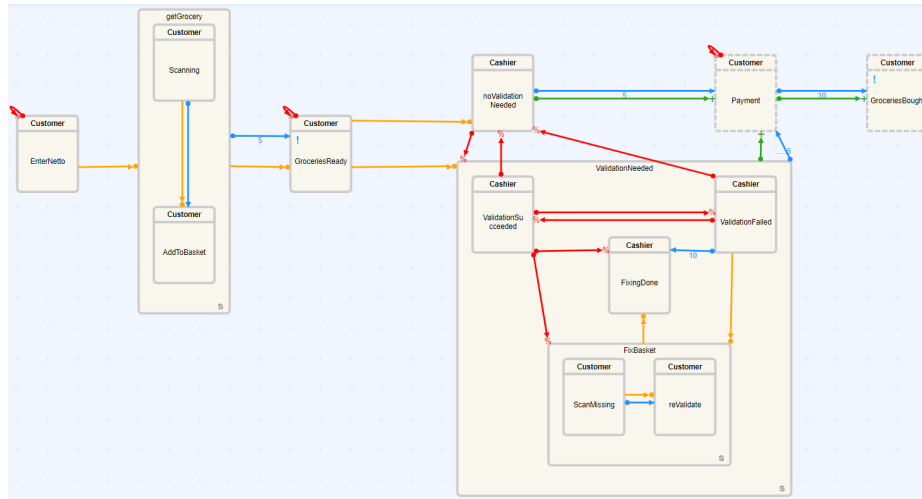 getGrocery
Customer
Scanning
Customer
AddToBasket
S
Customer
EnterNetto
%
5
Customer
!
GroceriesReady
%
Cashier
noValidation
Needed
%
%
%
5
Customer
Payment
%
+
+
10
Customer
!
GroceriesBough
+
5
ValidationNeeded
Cashier
ValidationSu
cceeded
%
%
Cashier
ValidationFailed
%
Cashier
FixingDone
10
%
FixBasket
Customer
ScanMissing
Customer
reValidate
S
S